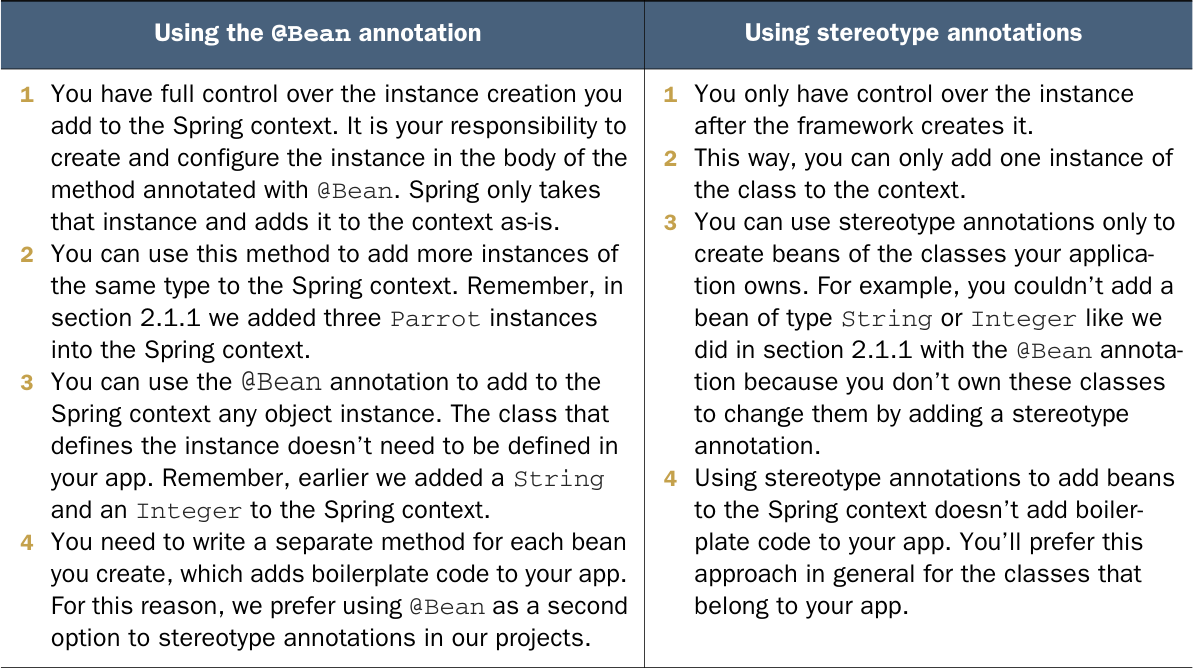 Using the @Bean annotation
Using stereotype annotations
1 You have full control over the instance creation you
add to the Spring context. It is your responsibility to
create and configure the instance in the body of the
method annotated with @Bean. Spring only takes
that instance and adds it to the context as-is.
2 You can use this method to add more instances of
the same type to the Spring context. Remember, in
section 2.1.1 we added three Parrot instances
into the Spring context.
3 You can use the @Bean annotation to add to the
Spring context any object instance. The class that
defines the instance doesn’t need to be defined in
your app. Remember, earlier we added a String
and an Integer to the Spring context.
4 You need to write a separate method for each bean
you create, which adds boilerplate code to your app.
For this reason, we prefer using @Bean as a second
option to stereotype annotations in our projects.
1 You only have control over the instance
after the framework creates it.
2 This way, you can only add one instance of
the class to the context.
3 You can use stereotype annotations only to
create beans of the classes your applica-
tion owns. For example, you couldn’t add a
bean of type String or Integer like we
did in section 2.1.1 with the @Bean annota-
tion because you don’t own these classes
to change them by adding a stereotype
annotation.
4 Using stereotype annotations to add beans
to the Spring context doesn’t add boiler-
plate code to your app. You’ll prefer this
approach in general for the classes that
belong to your app.